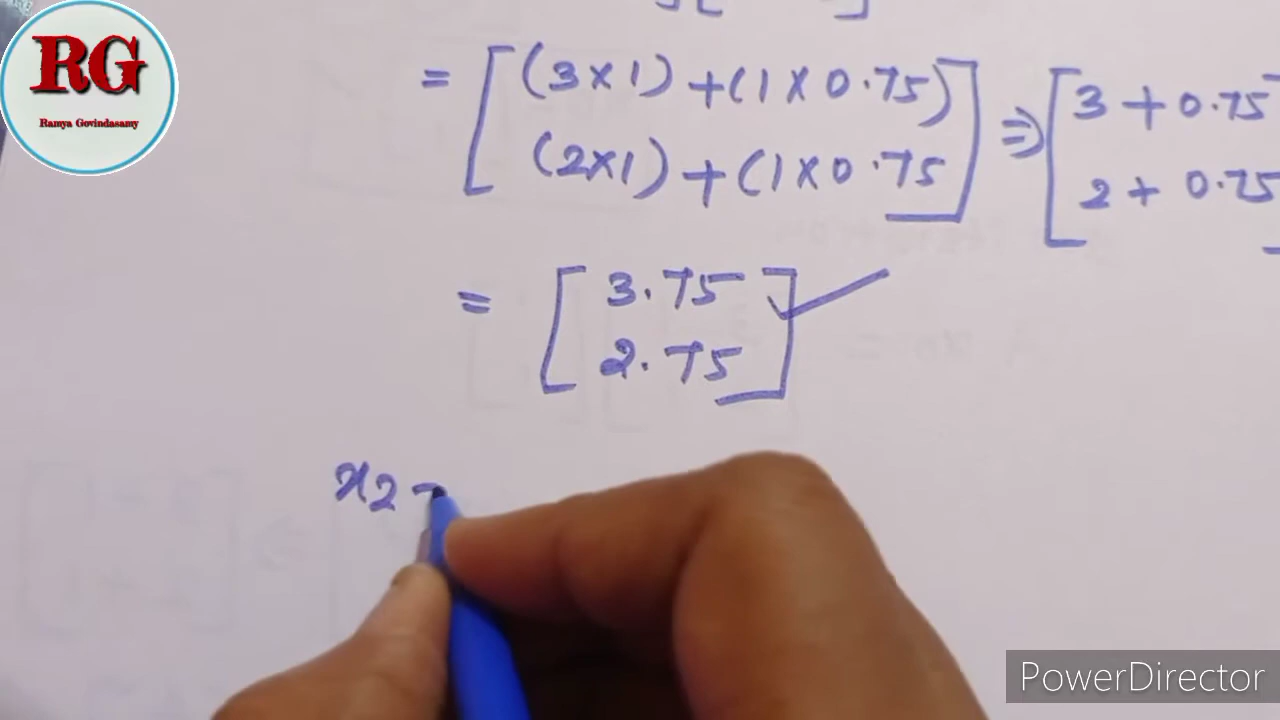 RG
Ramya Govindasamy
= [ (3×1) + (1×0.75) ] ⇒ [ 3 + 0.75
(2×1) + (1×0.75 ] 2 + 0.75
= [ 3.75 ] ✓
2.75
x2 -
PowerDirector